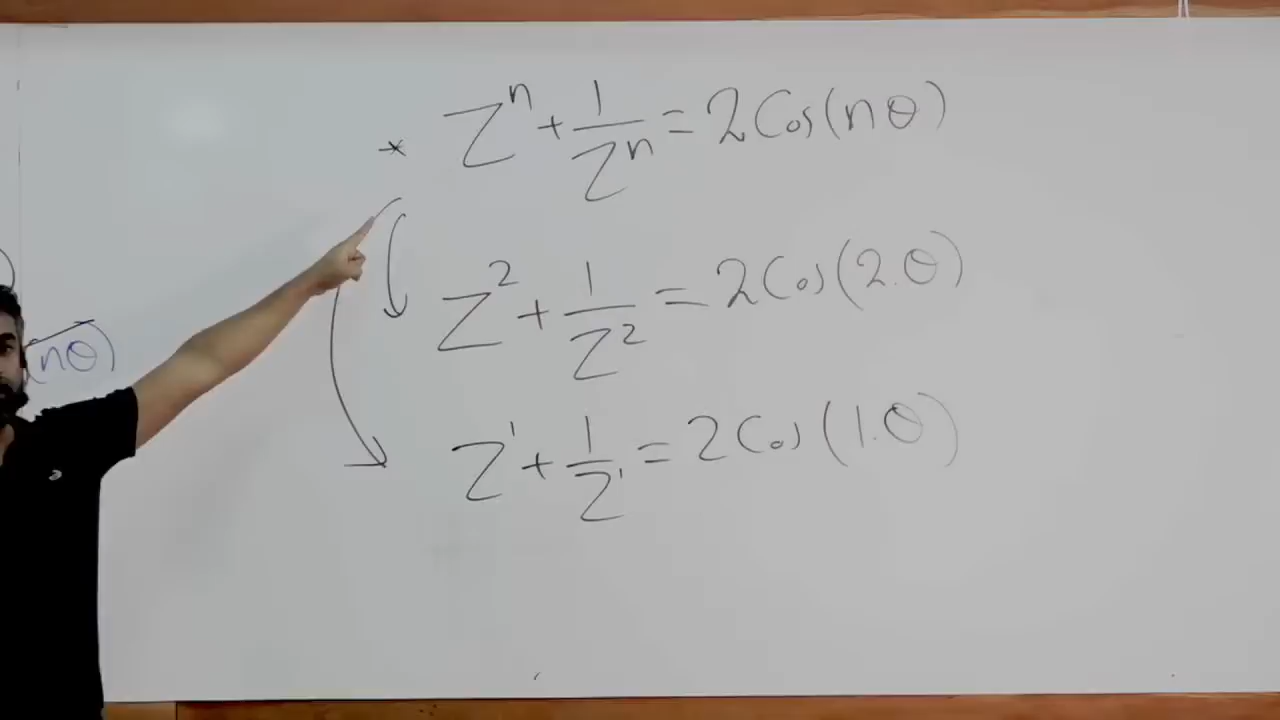 * Z^n + 1/Z^n = 2Cos(nθ)
Z^2 + 1/Z^2 = 2Cos(2.θ)
(nθ)
Z^1 + 1/Z^1 = 2Cos(1.θ)